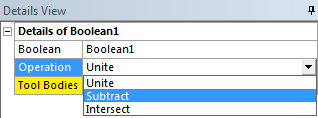 Details View
Details of Boolean1
Boolean Boolean1
Operation Unite
Tool Bodies Unite
Subtract
Intersect